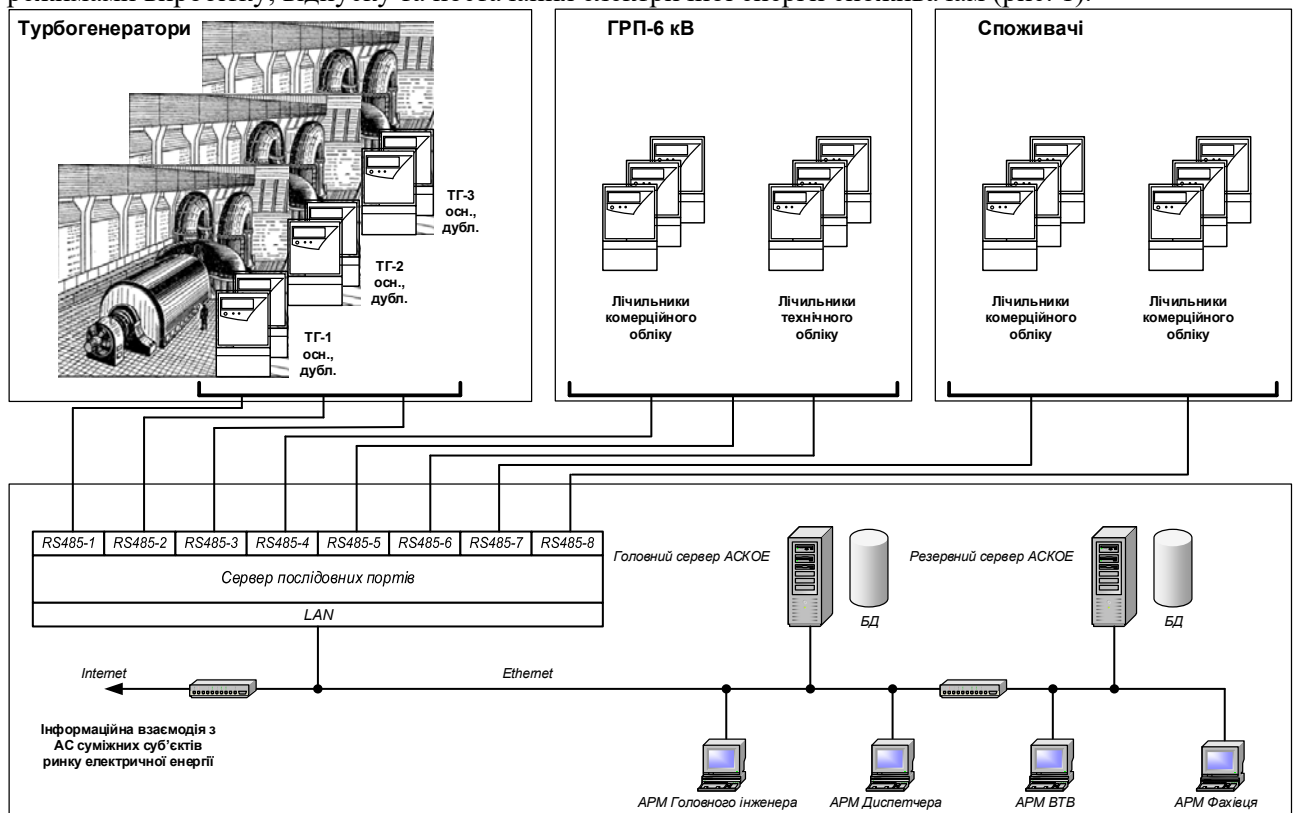 режимами виробітку, відпуску та постачання електричної енергії споживачам (рис. 1).
Турбогенератори
ГРП-6 кВ
Споживачі
ТГ-3
осн.,
дубл.
ТГ-2
осн.,
дубл.
ТГ-1
осн.,
дубл.
Лічильники
комерційного
обліку
Лічильники
технічного
обліку
Лічильники
комерційного
обліку
Лічильники
комерційного
обліку
RS485-1
RS485-2
RS485-3
RS485-4
RS485-5
RS485-6
RS485-7
RS485-8
Сервер послідовних портів
LAN
Головний сервер АСКОЕ
БД
Резервний сервер АСКОЕ
БД
Internet
Ethernet
Інформаційна взаємодія з
АС суміжних суб’єктів
ринку електричної енергії
АРМ Головного інженера
АРМ Диспетчера
АРМ ВТВ
АРМ Фахівця